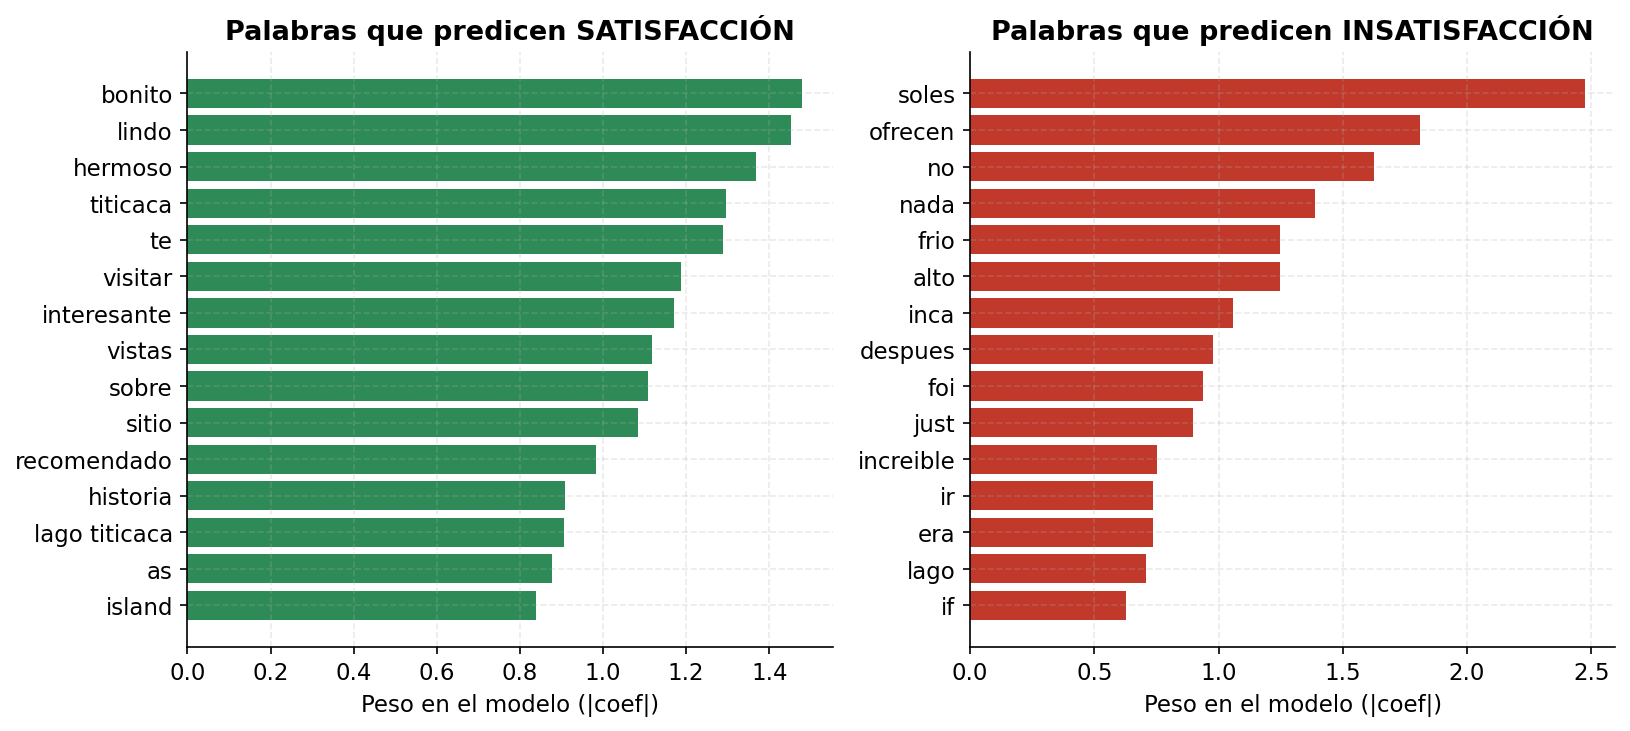 Palabras que predicen SATISFACCIÓN
bonito
lindo
hermoso
titicaca
te
visitar
interesante
vistas
sobre
sitio
recomendado
historia
lago titicaca
as
island
0.0 0.2 0.4 0.6 0.8 1.0 1.2 1.4
Peso en el modelo (|coef|)
Palabras que predicen INSATISFACCIÓN
soles
ofrecen
no
nada
frio
alto
inca
despues
foi
just
increible
ir
era
lago
if
0.0 0.5 1.0 1.5 2.0 2.5
Peso en el modelo (|coef|)